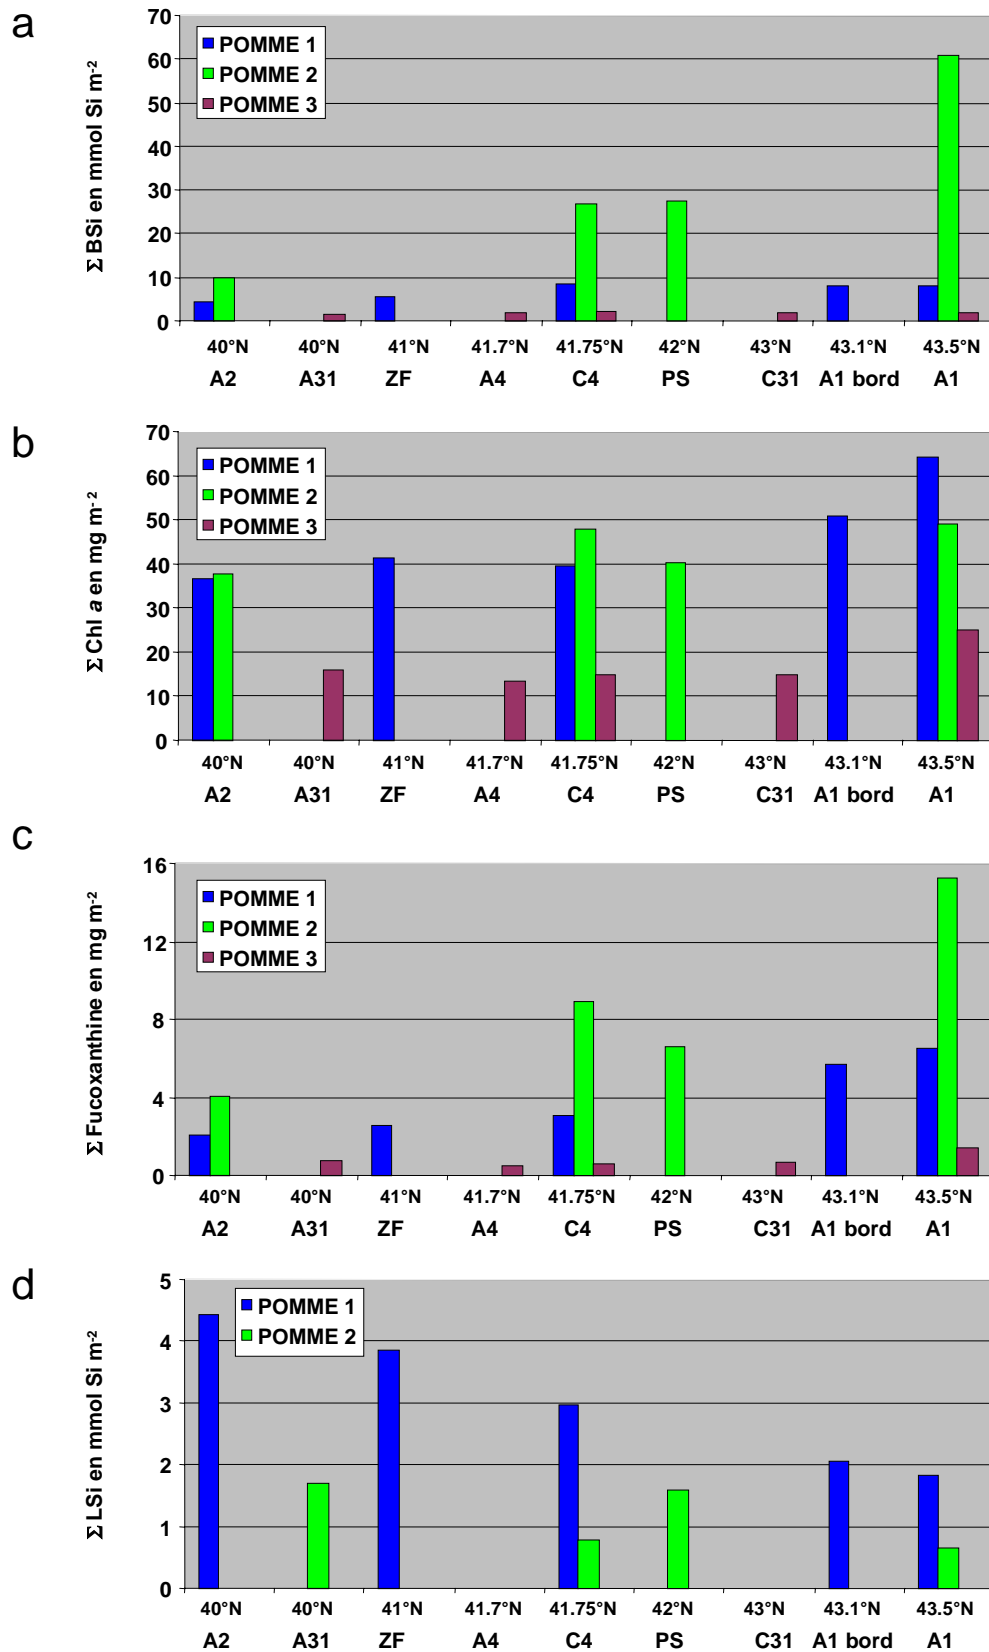 a
Σ BSi en mmol Si m-2
70
60
50
40
30
20
10
0
POMME 1
POMME 2
POMME 3
40°N 40°N 41°N 41.7°N 41.75°N 42°N 43°N 43.1°N 43.5°N
A2 A31 ZF A4 C4 PS C31 A1 bord A1
b
Σ Chl a en mg m-2
70
60
50
40
30
20
10
0
POMME 1
POMME 2
POMME 3
40°N 40°N 41°N 41.7°N 41.75°N 42°N 43°N 43.1°N 43.5°N
A2 A31 ZF A4 C4 PS C31 A1 bord A1
c
Σ Fucoxanthine en mg m-2
16
12
8
4
0
POMME 1
POMME 2
POMME 3
40°N 40°N 41°N 41.7°N 41.75°N 42°N 43°N 43.1°N 43.5°N
A2 A31 ZF A4 C4 PS C31 A1 bord A1
d
Σ LSi en mmol Si m-2
5
4
3
2
1
0
POMME 1
POMME 2
40°N 40°N 41°N 41.7°N 41.75°N 42°N 43°N 43.1°N 43.5°N
A2 A31 ZF A4 C4 PS C31 A1 bord A1